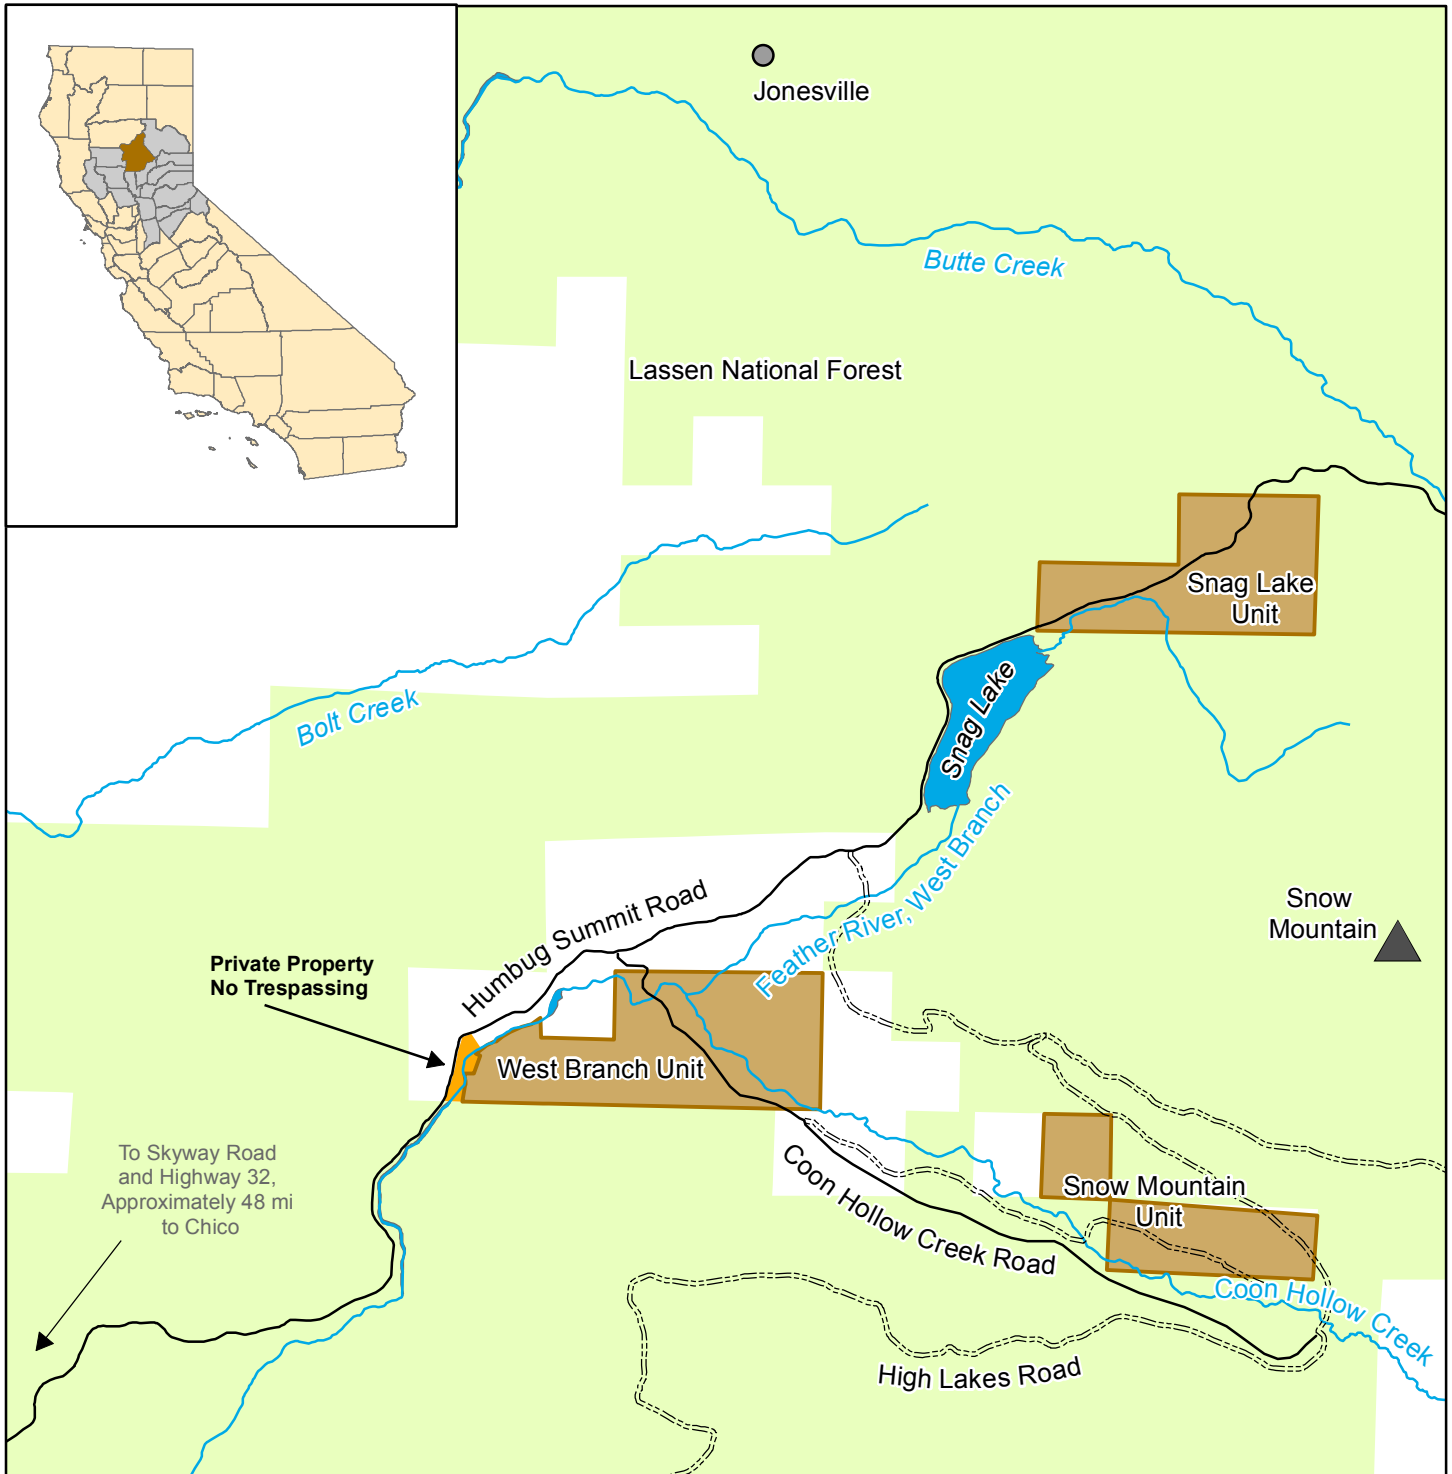 Jonesville
Butte Creek
Lassen National Forest
Snag Lake
Unit
Snag Lake
Bolt Creek
Feather River, West Branch
Snow
Mountain
Humbug Summit Road
Private Property
No Trespassing
West Branch Unit
To Skyway Road
and Highway 32,
Approximately 48 mi
to Chico
Coon Hollow Creek Road
Snow Mountain
Unit
Coon Hollow Creek
High Lakes Road